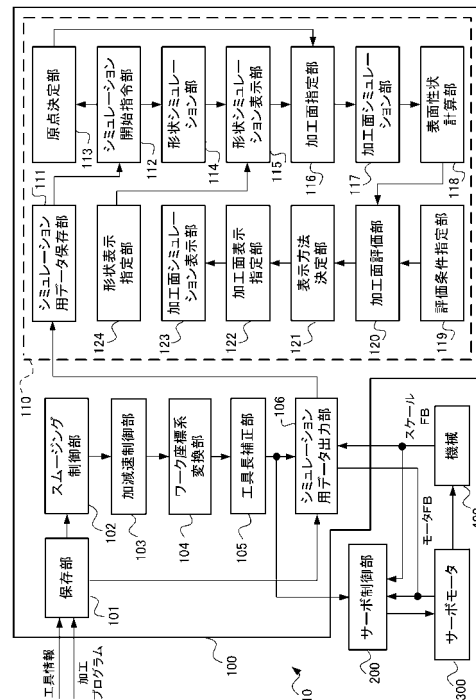 工具情報
加工
プログラム
保存部
101
スムージング
制御部
102
加減速制御部
103
ワーク座標系
変換部
104
工具長補正部
105
シミュレーション
用データ出力部
106
100
10
サーボ制御部
200
サーボモータ
300
機械
モータFB
スケール
FB
110
シミュレーション
用データ保存部
111
原点決定部
113
シミュレーション
開始指令部
112
形状シミュレー
ション部
114
形状シミュレー
ション表示部
115
加工面指定部
116
加工面シミュレー
ション部
117
表面性状
計算部
118
形状表示
指定部
124
加工面シミュレー
ション表示部
123
加工面表示
指定部
122
表示方法
決定部
121
加工面評価部
120
評価条件指定部
119